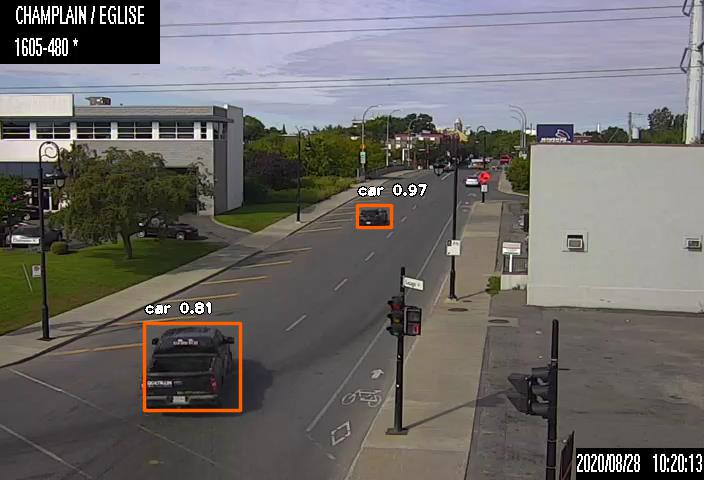 CHAMPLAIN / EGLISE
1605-480 *
car 0.97
car 0.81
2020/08/28 10:20:13